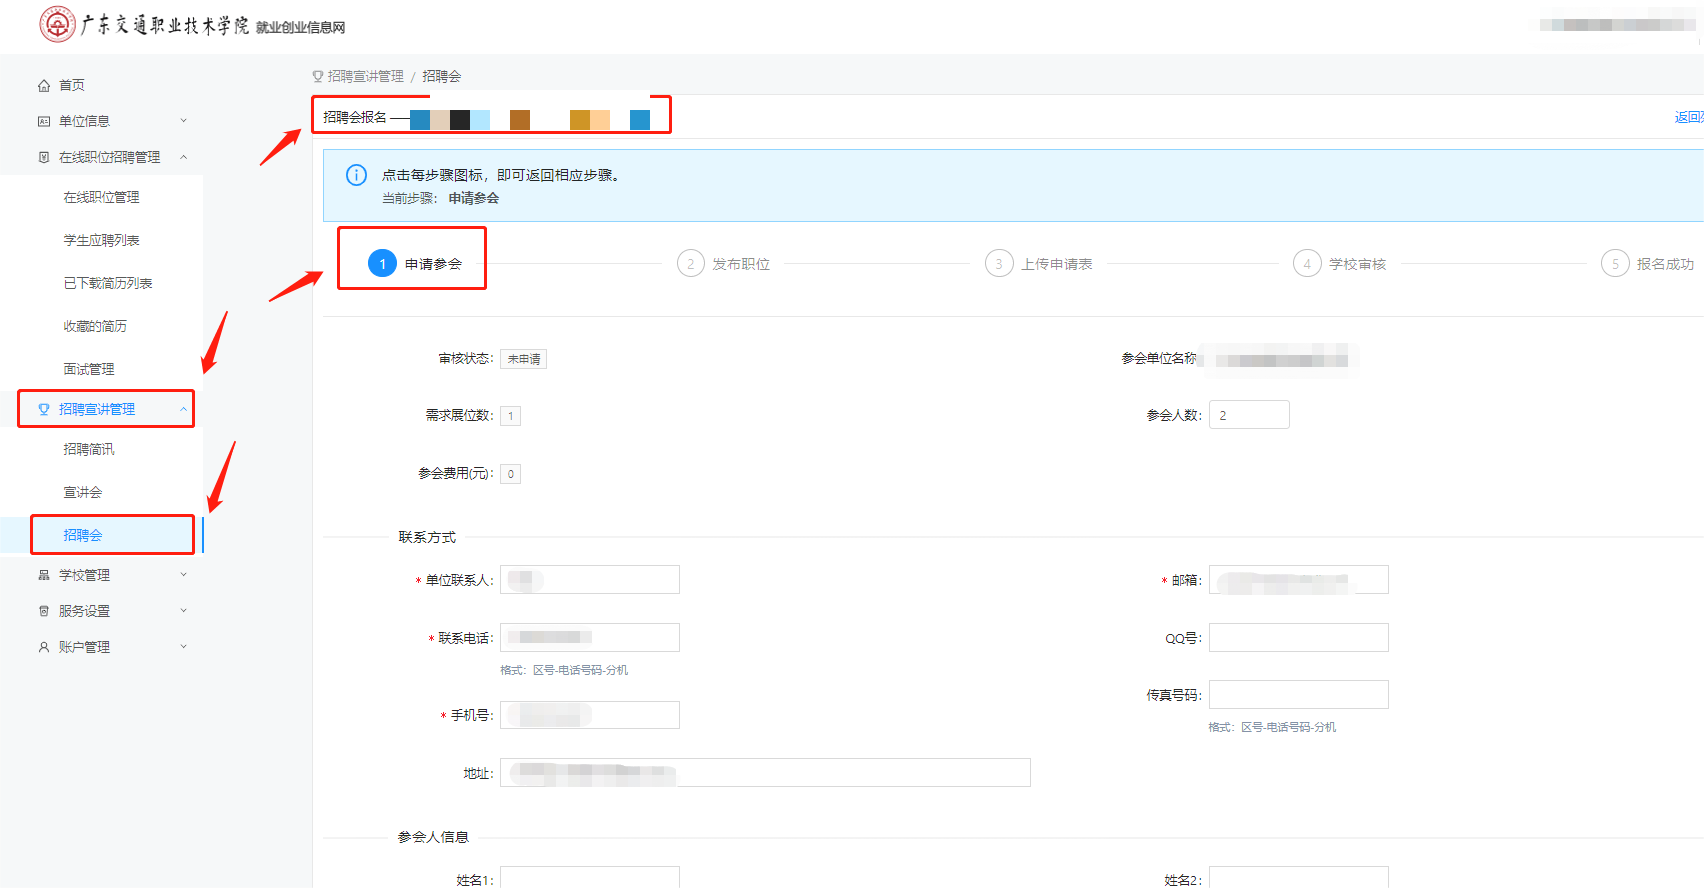 广东交通职业技术学院 就业创业信息网
首页
单位信息
在线职位招聘管理
在线职位管理
学生应聘列表
已下载简历列表
收藏的简历
面试管理
招聘宣讲管理
招聘简讯
宣讲会
招聘会
学校管理
服务设置
账户管理
招聘宣讲管理 / 招聘会
招聘会报名 ——
返回
点击每步骤图标，即可返回相应步骤。
当前步骤： 申请参会
1 申请参会
2 发布职位
3 上传申请表
4 学校审核
5 报名成功
审核状态: 未申请
参会单位名称
需求展位数: 1
参会人数: 2
参会费用(元): 0
联系方式
* 单位联系人:
* 邮箱:
* 联系电话:
格式：区号-电话号码-分机
QQ号:
* 手机号:
传真号码:
格式：区号-电话号码-分机
地址:
参会人信息
姓名1:
姓名2: